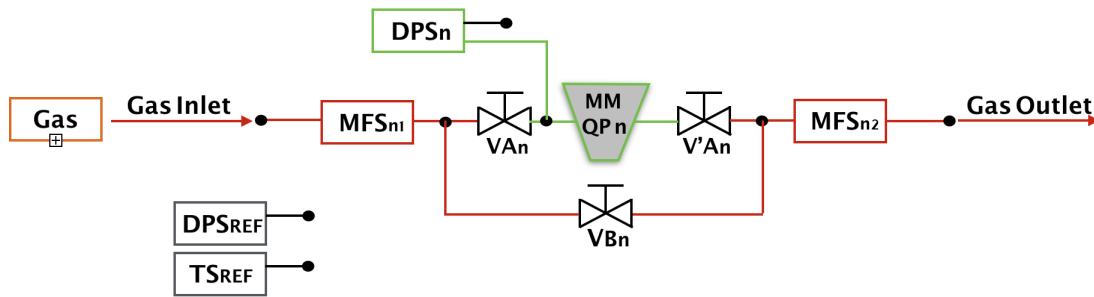 DPSn
Gas
Gas Inlet
MFSn1
VAn
MM
QP n
V'An
MFSn2
Gas Outlet
VBn
DPSREF
TSREF